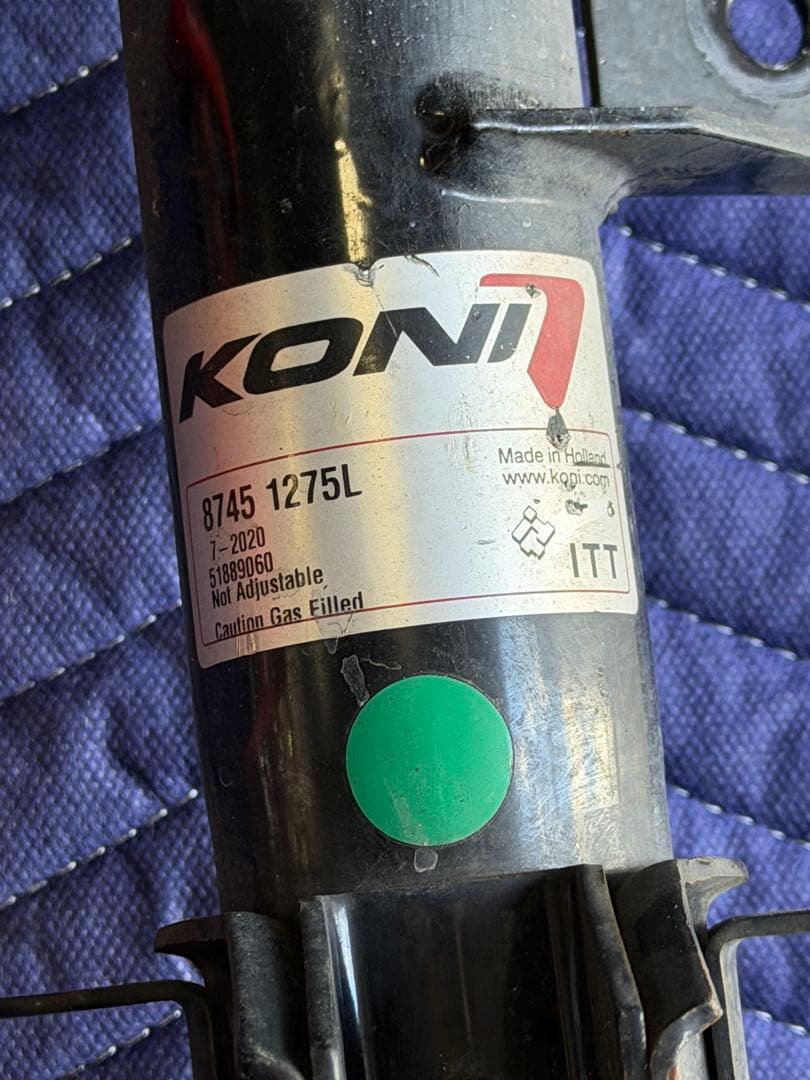 KONI
Made in Holland
www.koni.com
8745 1275L
7-2020
51889060
Not Adjustable
Caution Gas Filled
ITT